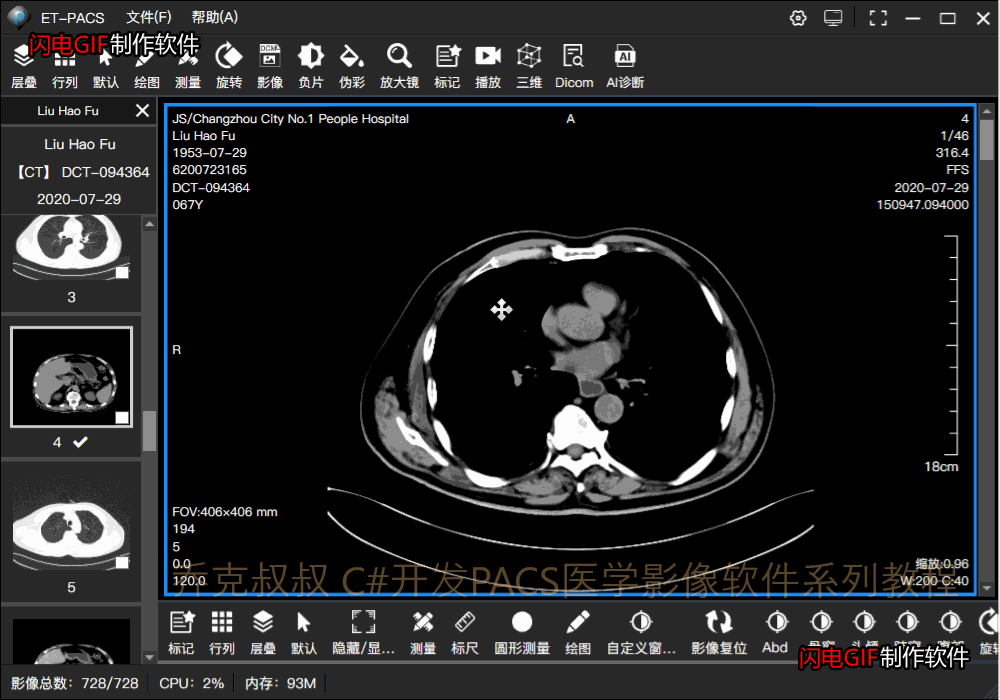 ET-PACS 文件(F) 帮助(A)
闪电GIF制作软件
层叠 行列 默认 绘图 测量 旋转 影像 负片 伪彩 放大镜 标记 播放 三维 Dicom AI诊断
DCM
AI
Liu Hao Fu
Liu Hao Fu
【CT】 DCT-094364
2020-07-29
3
4
5
JS/Changzhou City No.1 People Hospital
Liu Hao Fu
1953-07-29
6200723165
DCT-094364
067Y
A
4
1/46
316.4
FFS
2020-07-29
150947.094000
R
18cm
FOV:406x406 mm
194
5
0.0
120.0
缩放:0.96
W:200 C:40
乔克叔叔 C#开发PACS医学影像软件系列教程
标记 行列 层叠 默认 隐藏/显... 测量 标尺 圆形测量 绘图 自定义窗... 影像复位 Abd
闪电GIF制作软件
影像总数：728/728 CPU：2% 内存：93M